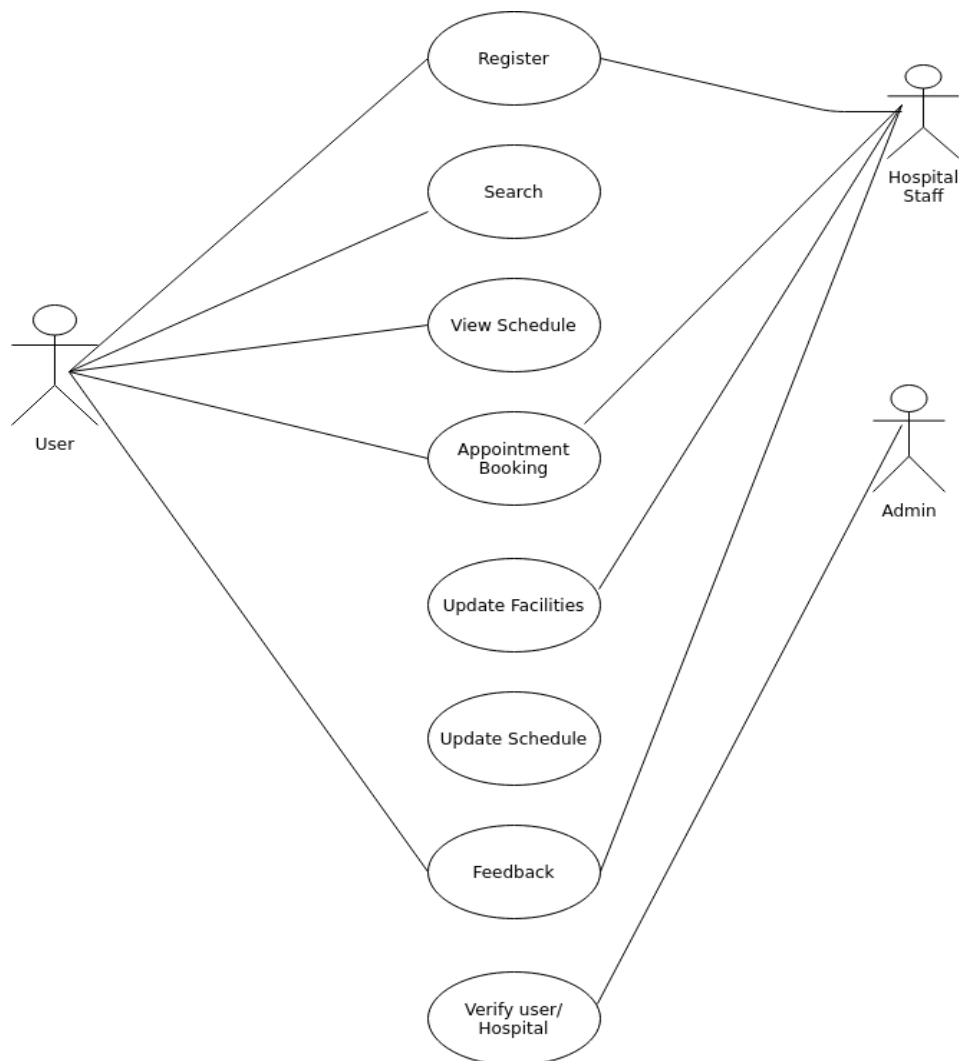 Register
Hospital
Staff
Search
View Schedule
User
Appointment
Booking
Admin
Update Facilities
Update Schedule
Feedback
Verify user/
Hospital